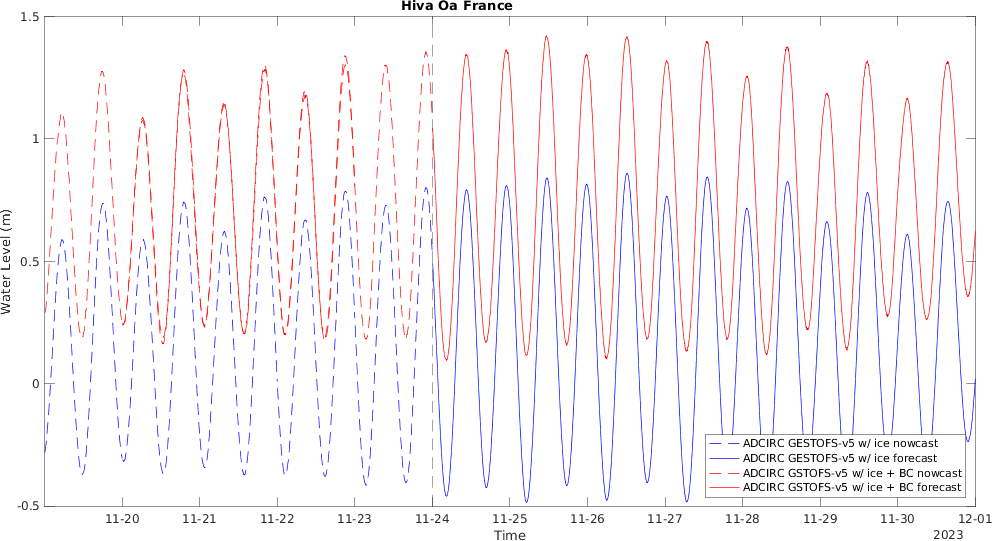 Hiva Oa France
1.5
1
0.5
0
-0.5
Water Level (m)
ADCIRC GESTOFS-v5 w/ ice nowcast
ADCIRC GESTOFS-v5 w/ ice forecast
ADCIRC GSTOFS-v5 w/ ice + BC nowcast
ADCIRC GSTOFS-v5 w/ ice + BC forecast
11-20 11-21 11-22 11-23 11-24 11-25 11-26 11-27 11-28 11-29 11-30 12-01
Time
2023